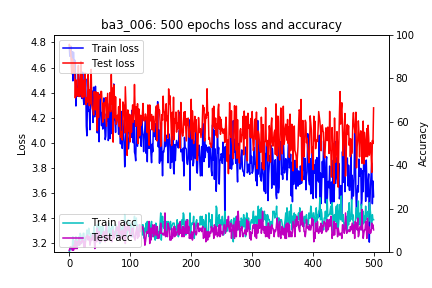 ba3_006: 500 epochs loss and accuracy
4.8
4.6
4.4
4.2
4.0
3.8
3.6
3.4
3.2
Loss
Train loss
Test loss
Train acc
Test acc
100
80
60
40
20
0
Accuracy
0 100 200 300 400 500